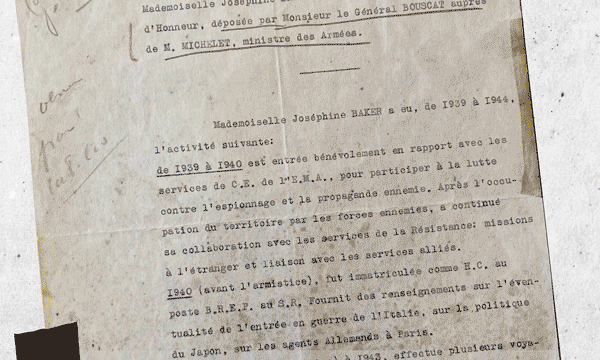 Mademoiselle Joséphine
d'Honneur, déposée par Monsieur le Général BOUSCAT auprès
de M. MICHELET, ministre des Armées.
Mademoiselle Joséphine BAKER a eu, de 1939 à 1944,
l'activité suivante:
de 1939 à 1940 est entrée bénévolement en rapport avec les
services de C.E. de l'E.M.A., pour participer à la lutte
contre l'espionnage et la propagande ennemie. Après l'occu-
pation du territoire par les forces ennemies, a continué
sa collaboration avec les services de la Résistance: missions
à l'étranger et liaison avec les services alliés.
1940 (avant l'armistice), fut immatriculée comme H.C. au
poste B.R.E.P. au S.R. Fournit des renseignements sur l'éven-
tualité de l'entrée en guerre de l'Italie, sur la politique
du Japon, sur les agents Allemands à Paris.
à 1943, effectue plusieurs voya-